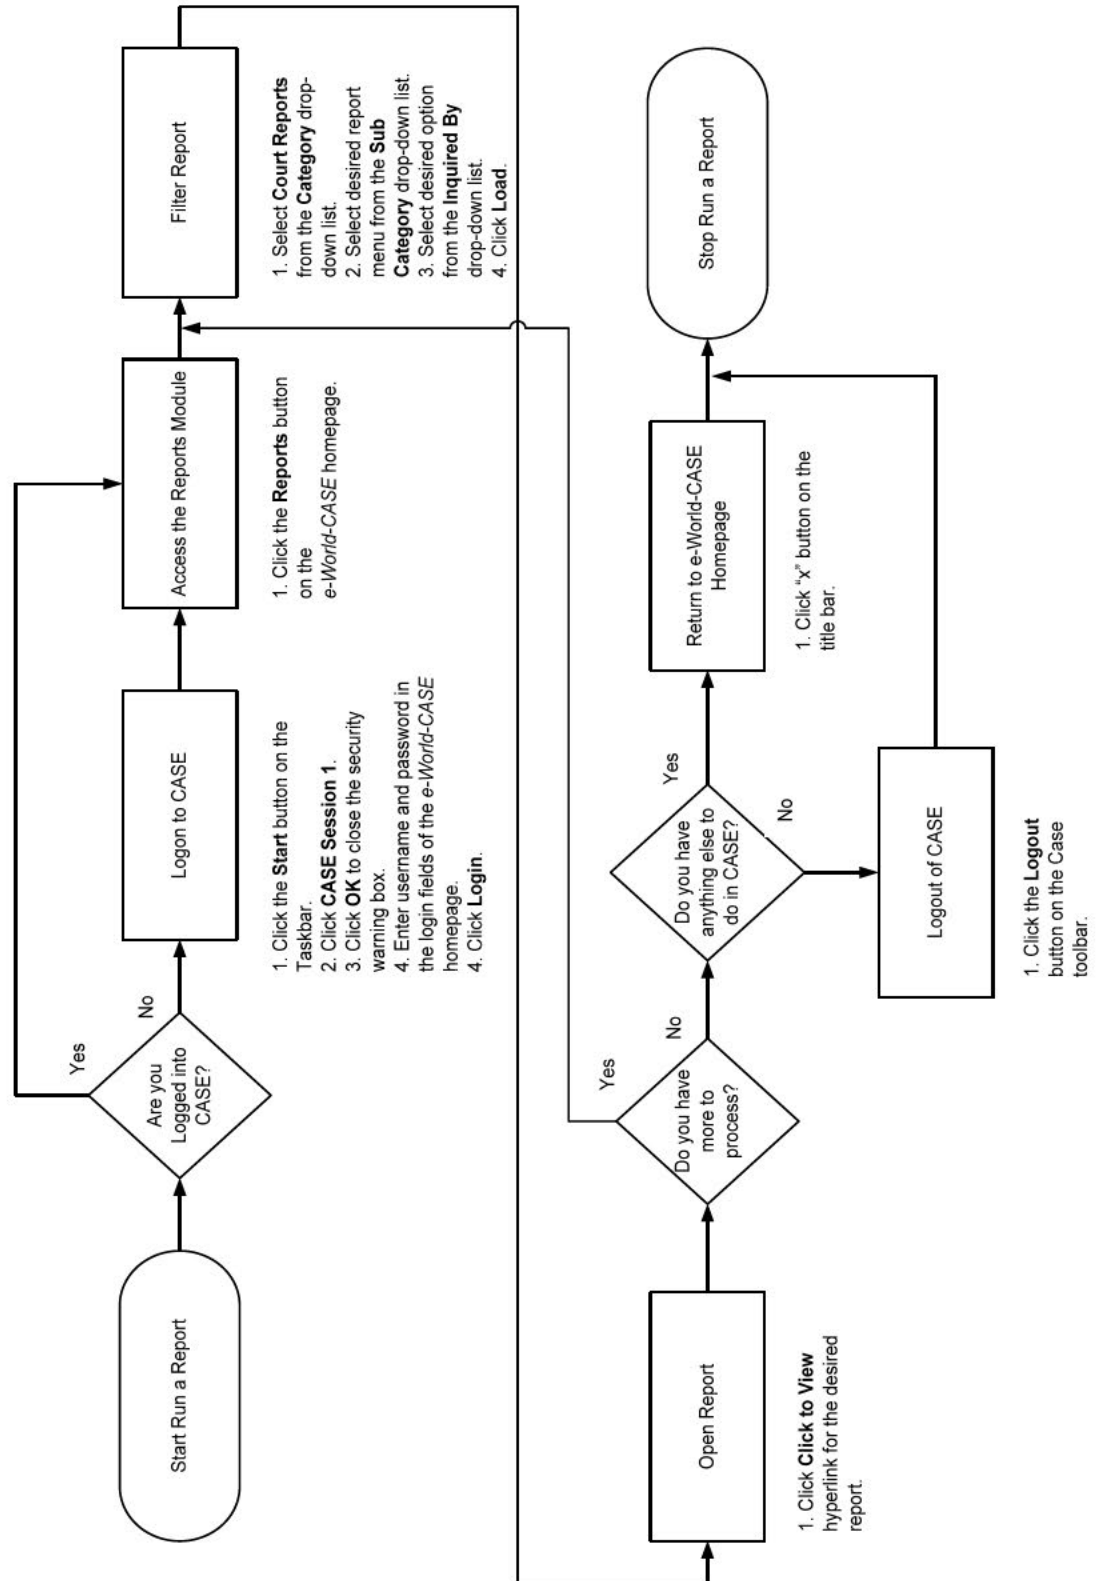 Start Run a Report
Are you
Logged into
CASE?
Yes
No
Logon to CASE
1. Click the Start button on the
Taskbar.
2. Click CASE Session 1.
3. Click OK to close the security
warning box.
4. Enter username and password in
the login fields of the e-World-CASE
homepage.
4. Click Login.
Access the Reports Module
1. Click the Reports button
on the
e-World-CASE homepage.
Filter Report
1. Select Court Reports
from the Category drop-
down list.
2. Select desired report
menu from the Sub
Category drop-down list.
3. Select desired option
from the Inquired By
drop-down list.
4. Click Load.
Open Report
1. Click Click to View
hyperlink for the desired
report.
Do you have
more to
process?
Yes
No
Do you have
anything else to
do in CASE?
Yes
No
Return to e-World-CASE
Homepage
1. Click “x” button on the
title bar.
Logout of CASE
1. Click the Logout
button on the Case
toolbar.
Stop Run a Report